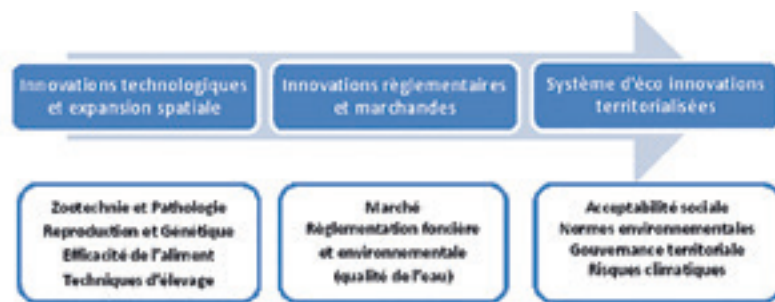 Innovations technologiques
et expansion spatiale
Innovations règlementaires
et marchandes
Système d'éco innovations
territorialisées
Zootechnie et Pathologie
Reproduction et Génétique
Efficacité de l'aliment
Techniques d'élevage
Marché
Règlementation foncière
et environnementale
(qualité de l'eau)
Acceptabilité sociale
Normes environnementales
Gouvernance territoriale
Risques climatiques